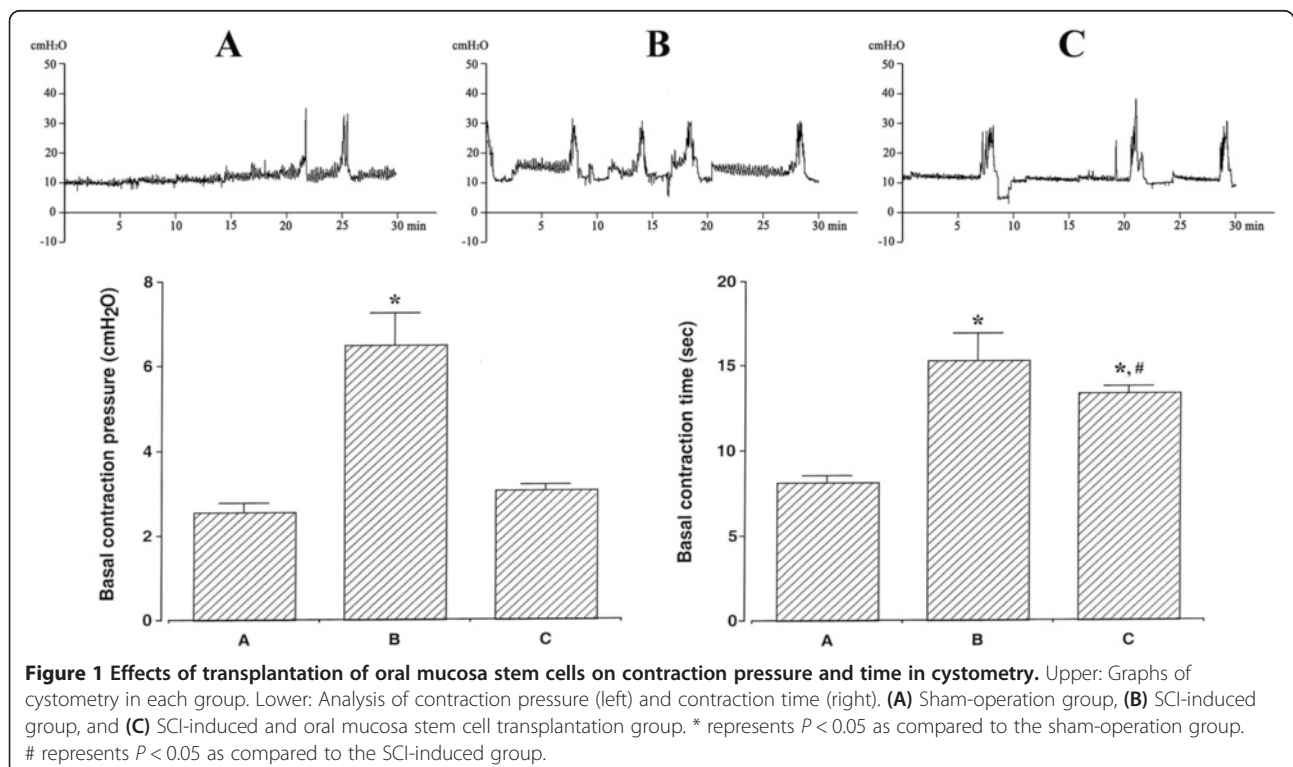 A B C
cmH2O cmH2O cmH2O
50 50 50
40 40 40
30 30 30
20 20 20
10 10 10
0 0 0
-10 -10 -10
5 10 15 20 25 30 min 5 10 15 20 25 30 min 5 10 15 20 25 30 min
Basal contraction pressure (cmH2O)
8
6
4
2
0
*
A B C
Basal contraction time (sec)
20
15
10
5
0
*
*, #
A B C
Figure 1 Effects of transplantation of oral mucosa stem cells on contraction pressure and time in cystometry. Upper: Graphs of
cystometry in each group. Lower: Analysis of contraction pressure (left) and contraction time (right). (A) Sham-operation group, (B) SCI-induced
group, and (C) SCI-induced and oral mucosa stem cell transplantation group. * represents P < 0.05 as compared to the sham-operation group.
# represents P < 0.05 as compared to the SCI-induced group.